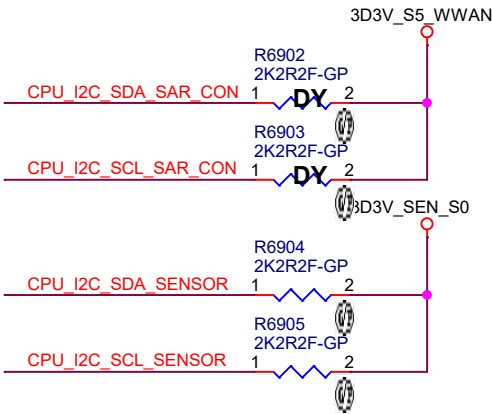 3D3V_S5_WWAN
R6902
2K2R2F-GP
CPU_I2C_SDA_SAR_CON 1 DY 2
R6903
2K2R2F-GP
CPU_I2C_SCL_SAR_CON 1 DY 2
3D3V_SEN_S0
R6904
2K2R2F-GP
CPU_I2C_SDA_SENSOR 1 2
R6905
2K2R2F-GP
CPU_I2C_SCL_SENSOR 1 2